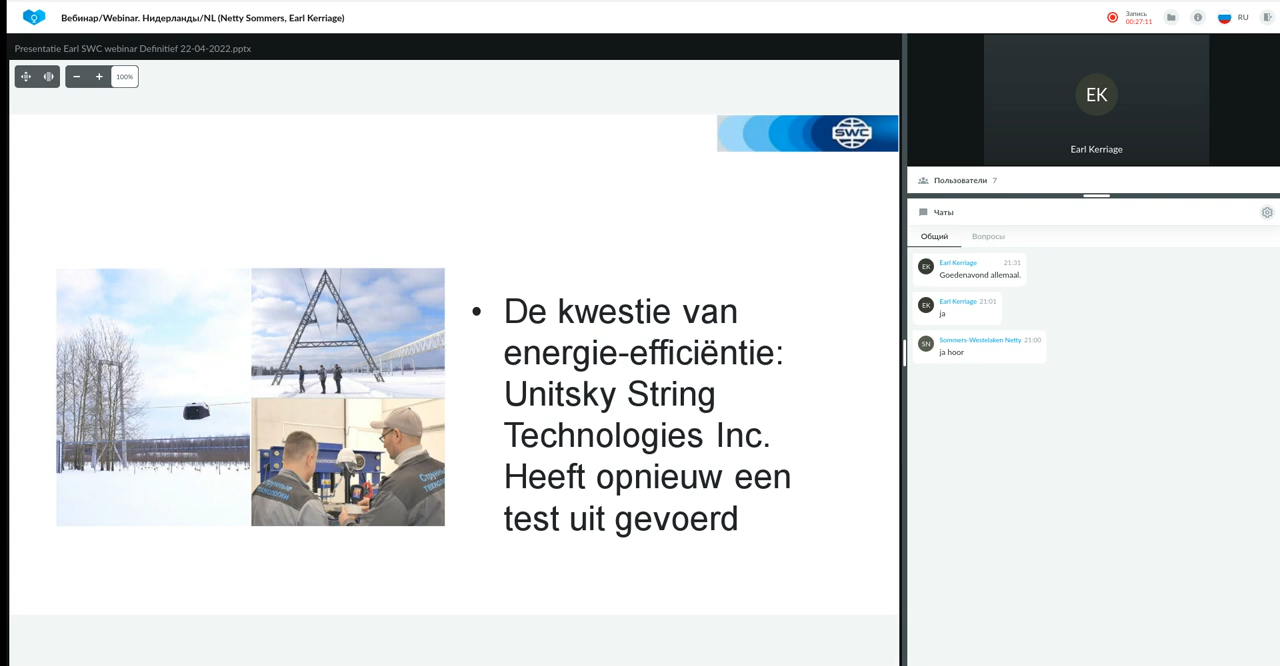 Вебинар/Webinar. Нидерланды/NL (Netty Sommers, Earl Kerriage)
Запись
00:27:11
RU
Presentatie Earl SWC webinar Definitief 22-04-2022.pptx
100%
SWC
• De kwestie van
energie-efficiëntie:
Unitsky String
Technologies Inc.
Heeft opnieuw een
test uit gevoerd
EK
Earl Kerriage
Пользователи 7
Чаты
Общий Вопросы
EK
Earl Kerriage 21:31
Goedenavond allemaal.
EK
Earl Kerriage 21:01
ja
SN
Sommers-Westelaken Netty 21:00
ja hoor